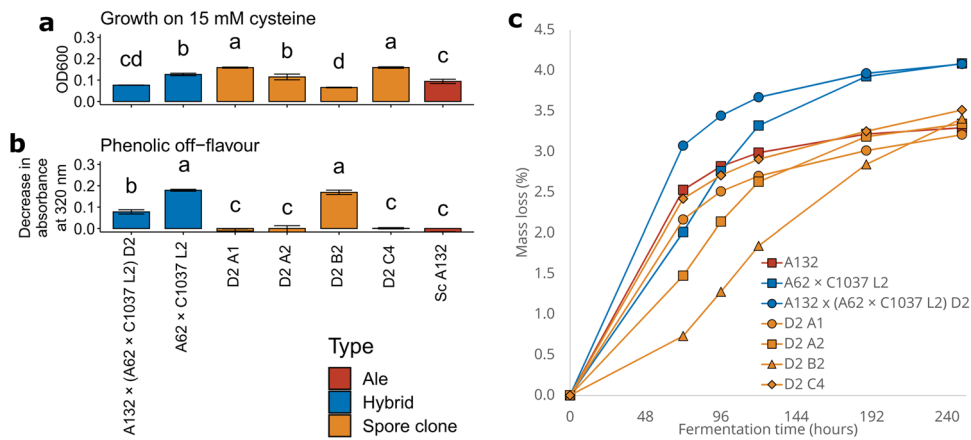 a
Growth on 15 mM cysteine
OD600
0.3
0.2
0.1
0.0
cd
b
a
b
d
a
c
b
Phenolic off−flavour
Decrease in
absorbance
at 320 nm
0.3
0.2
0.1
0.0
b
a
c
c
a
c
c
A132 × (A62 × C1037 L2) D2
A62 × C1037 L2
D2 A1
D2 A2
D2 B2
D2 C4
Sc A132
Type
Ale
Hybrid
Spore clone
c
Mass loss (%)
4.5
4.0
3.5
3.0
2.5
2.0
1.5
1.0
0.5
0.0
A132
A62 × C1037 L2
A132 x (A62 × C1037 L2) D2
D2 A1
D2 A2
D2 B2
D2 C4
0
48
96
144
192
240
Fermentation time (hours)